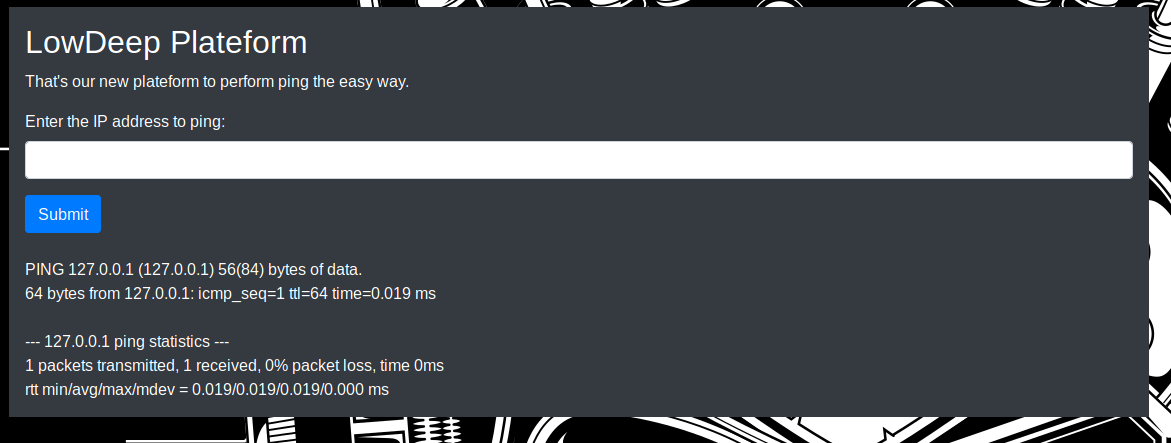 LowDeep Plateform
That's our new plateform to perform ping the easy way.
Enter the IP address to ping:
Submit
PING 127.0.0.1 (127.0.0.1) 56(84) bytes of data.
64 bytes from 127.0.0.1: icmp_seq=1 ttl=64 time=0.019 ms
--- 127.0.0.1 ping statistics ---
1 packets transmitted, 1 received, 0% packet loss, time 0ms
rtt min/avg/max/mdev = 0.019/0.019/0.019/0.000 ms